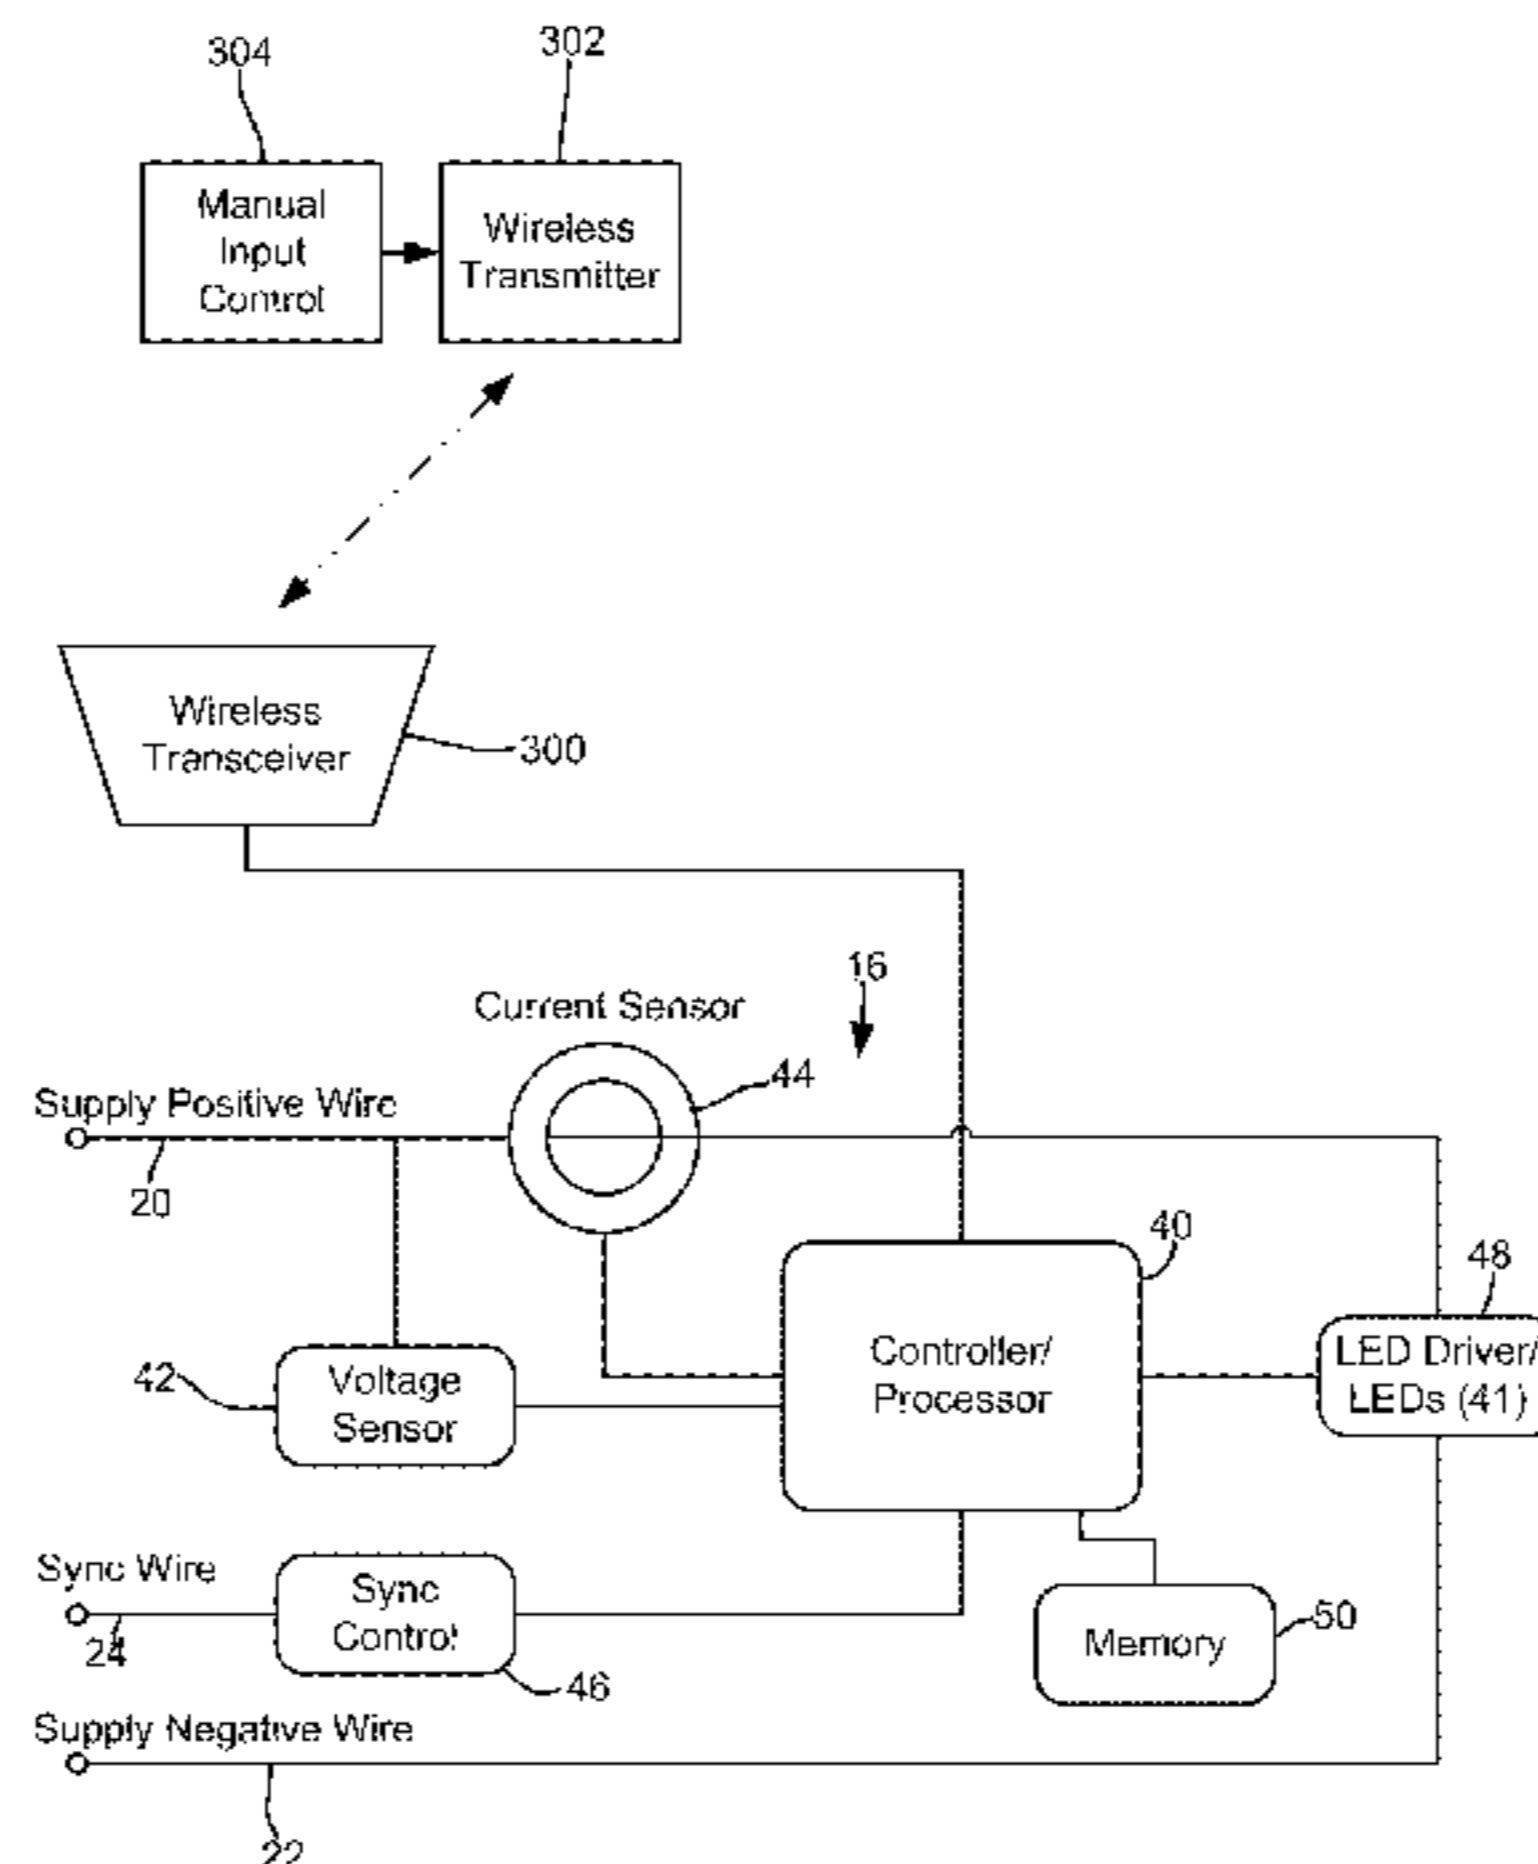 304
302
Manual
Input
Control
Wireless
Transmitter
Wireless
Transceiver
300
16
Current Sensor
44
Supply Positive Wire
20
40
48
Controller/
Processor
LED Driver/
LEDs (41)
42
Voltage
Sensor
Sync Wire
24
Sync
Control
46
Memory
50
Supply Negative Wire
22